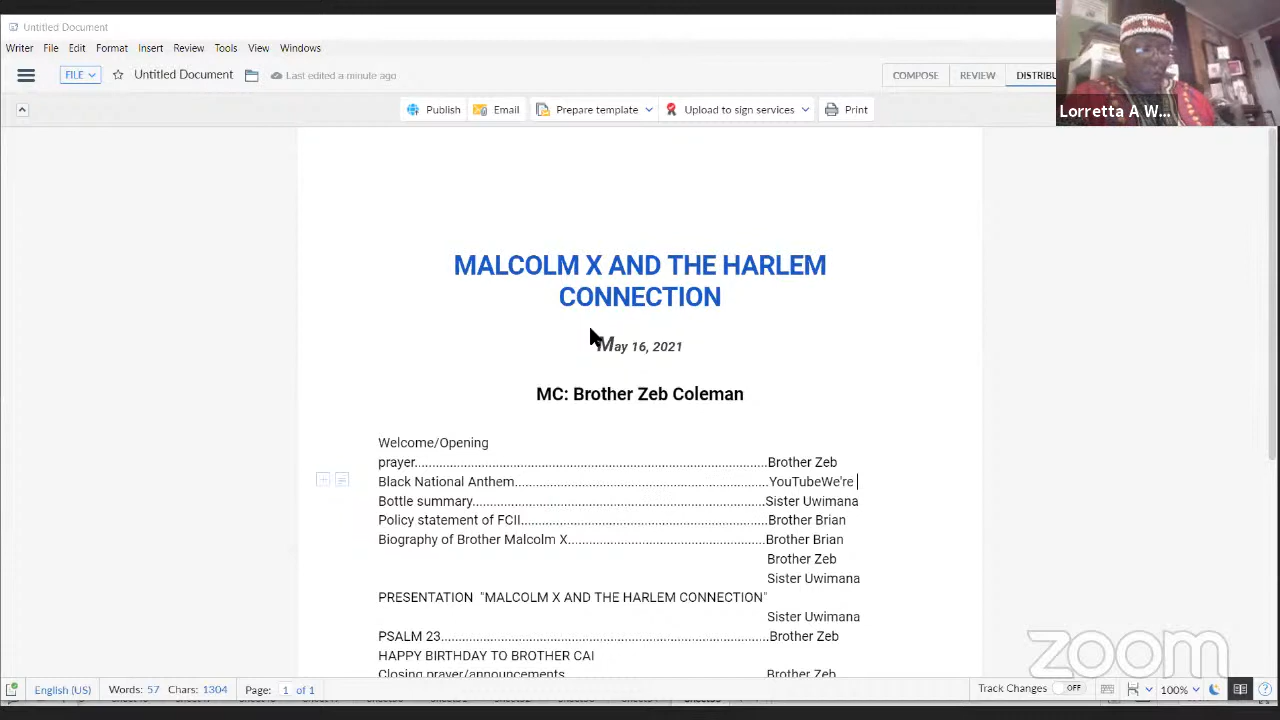 Untitled Document
Writer File Edit Format Insert Review Tools View Windows
FILE Untitled Document Last edited a minute ago COMPOSE REVIEW DISTRIBU
Lorretta A W...
Publish Email Prepare template Upload to sign services Print
MALCOLM X AND THE HARLEM
CONNECTION
May 16, 2021
MC: Brother Zeb Coleman
Welcome/Opening
prayer.......................................................................................Brother Zeb
Black National Anthem...............................................................YouTubeWe're
Bottle summary.........................................................................Sister Uwimana
Policy statement of FCII.............................................................Brother Brian
Biography of Brother Malcolm X.................................................Brother Brian
Brother Zeb
Sister Uwimana
PRESENTATION "MALCOLM X AND THE HARLEM CONNECTION"
Sister Uwimana
PSALM 23.................................................................................Brother Zeb
HAPPY BIRTHDAY TO BROTHER CAI
Closing prayer/announcements..................................................Brother Zeb
zoom
English (US) Words: 57 Chars: 1304 Page: 1 of 1 Track Changes OFF 100%